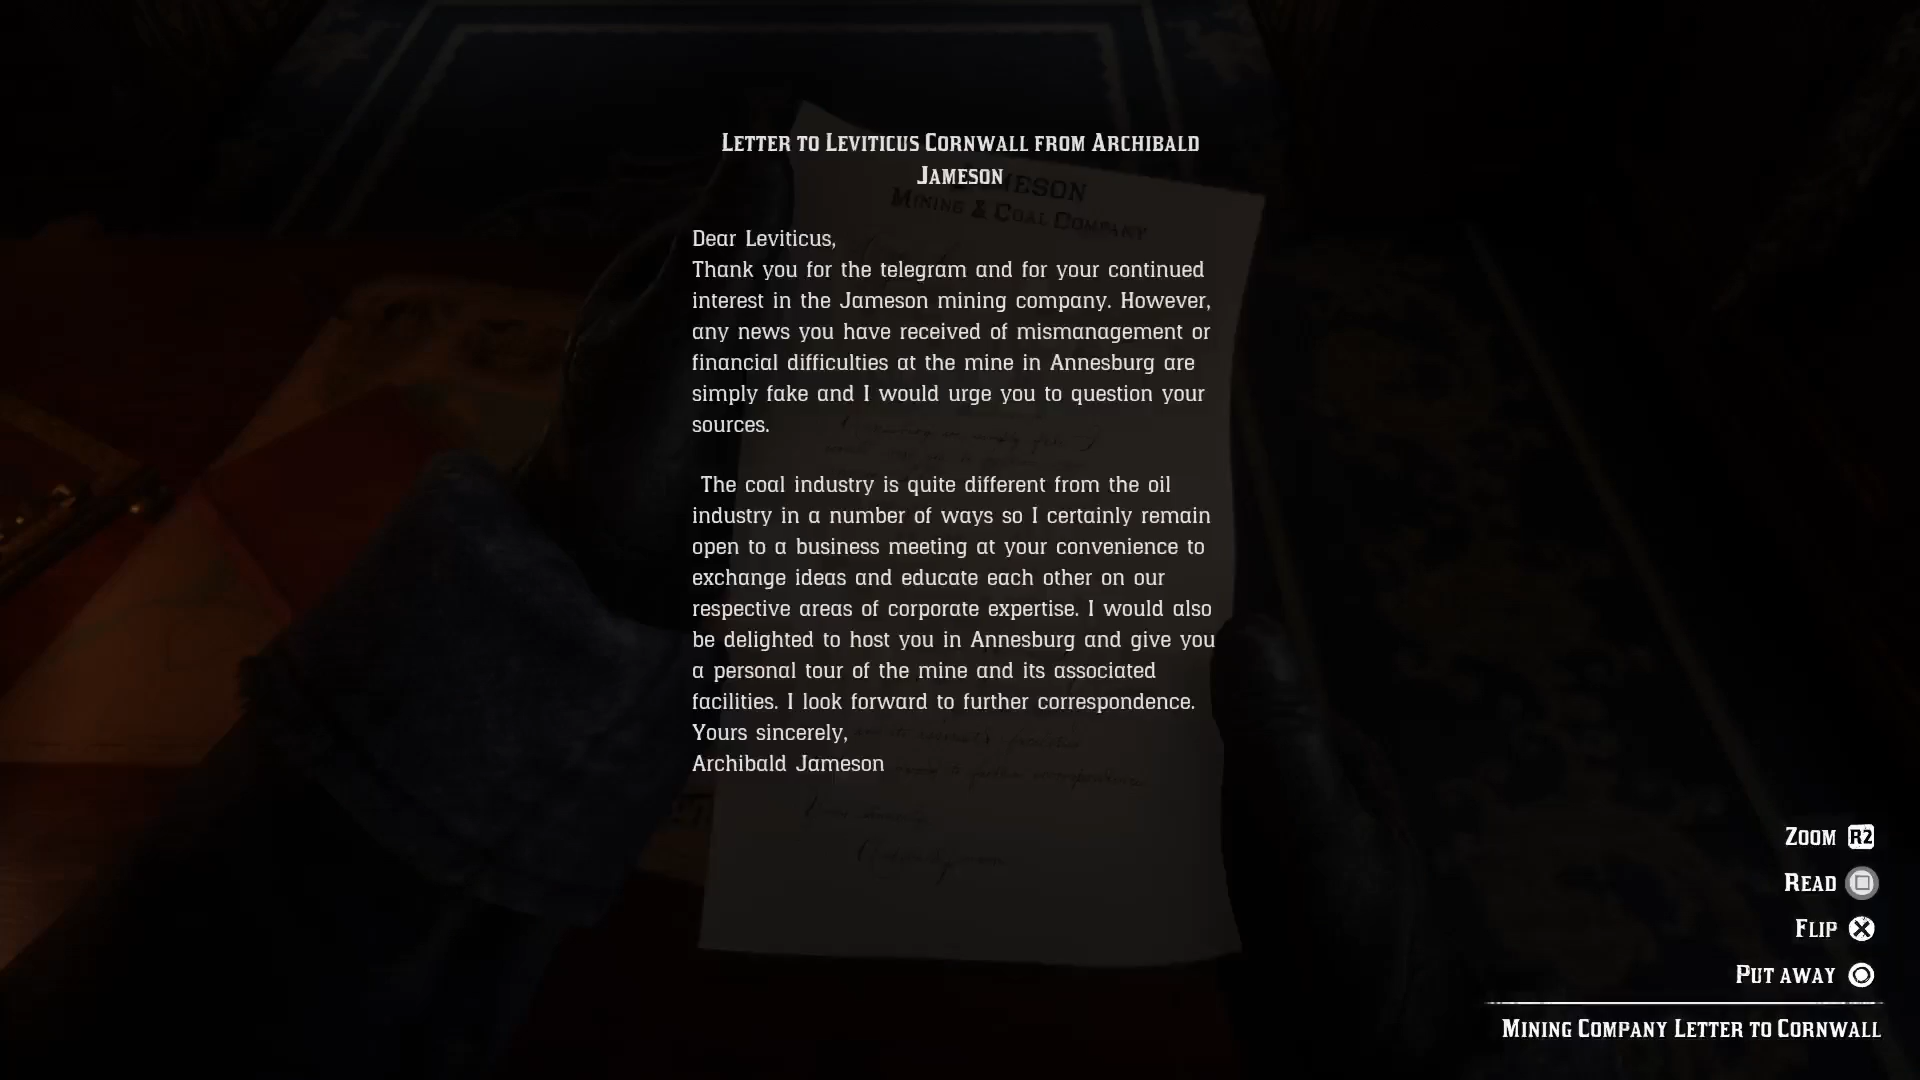 LETTER TO LEVITICUS CORNWALL FROM ARCHIBALD
JAMESON
JAMESON
MINING & COAL COMPANY
Dear Leviticus,
Thank you for the telegram and for your continued
interest in the Jameson mining company. However,
any news you have received of mismanagement or
financial difficulties at the mine in Annesburg are
simply fake and I would urge you to question your
sources.
The coal industry is quite different from the oil
industry in a number of ways so I certainly remain
open to a business meeting at your convenience to
exchange ideas and educate each other on our
respective areas of corporate expertise. I would also
be delighted to host you in Annesburg and give you
a personal tour of the mine and its associated
facilities. I look forward to further correspondence.
Yours sincerely,
Archibald Jameson
ZOOM R2
READ
FLIP
PUT AWAY
MINING COMPANY LETTER TO CORNWALL